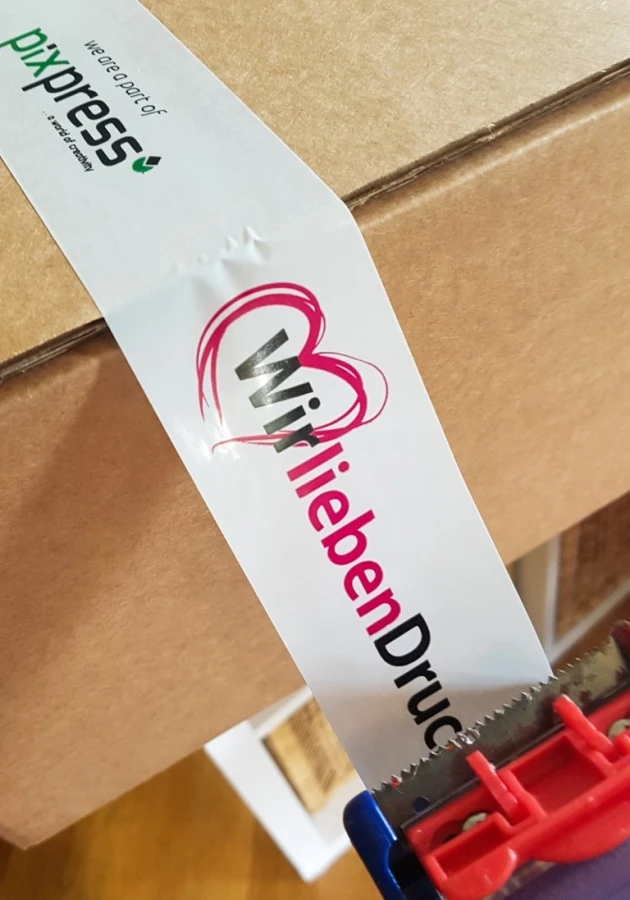 we are a part of
pixpress
a world of creativity
WirliebenDruc